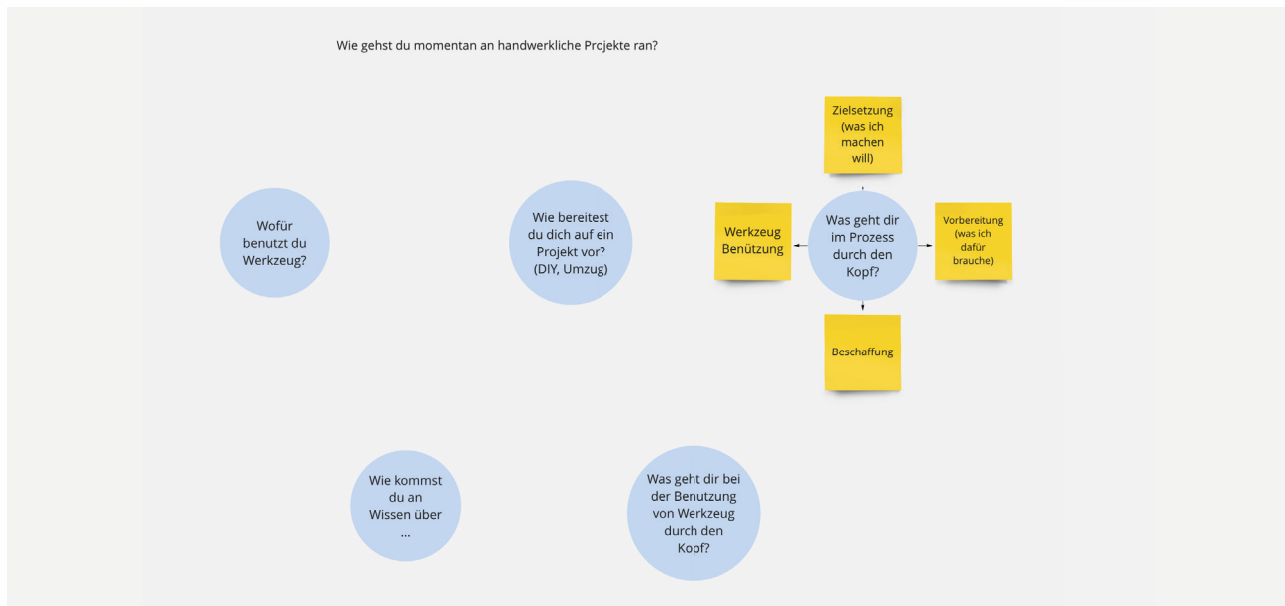 Wie gehst du momentan an handwerkliche Projekte ran?
Zielsetzung
(was ich
machen
will)
Wofür
benutzt du
Werkzeug?
Wie bereitest
du dich auf ein
Projekt vor?
(DIY, Umzug)
Werkzeug
Benützung
Was geht dir
im Prozess
durch den
Kopf?
Vorbereitung
(was ich
dafür
brauche)
Beschaffung
Wie kommst
du an
Wissen über
...
Was geht dir bei
der Benutzung
von Werkzeug
durch den
Kopf?